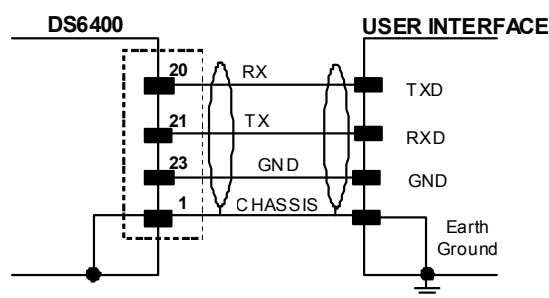 DS6400
USER INTERFACE
20
RX
TXD
21
TX
RXD
23
GND
GND
1
CHASSIS
Earth
Ground